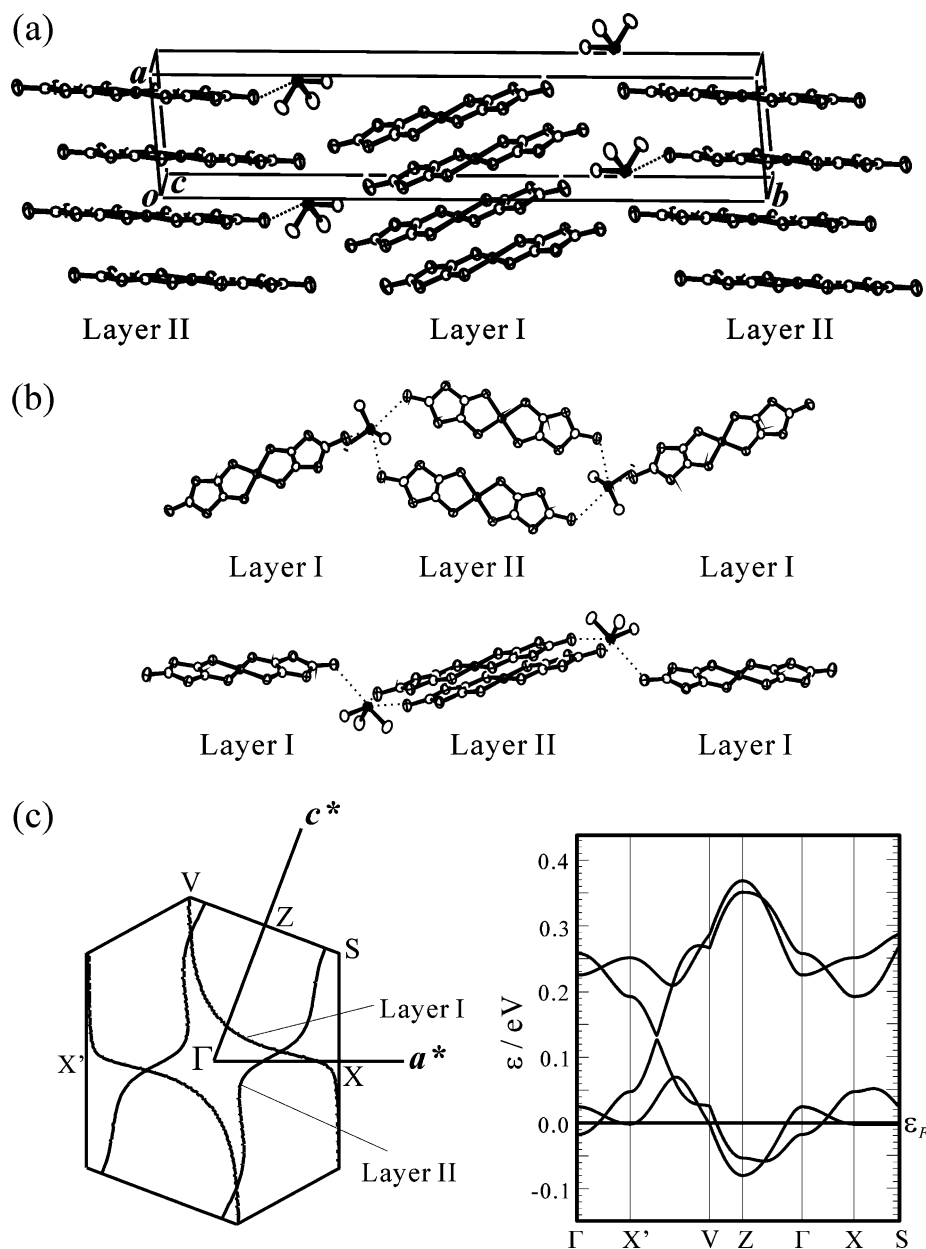 (a)
a
c
o
b
Layer II
Layer I
Layer II
(b)
Layer I
Layer II
Layer I
Layer I
Layer II
Layer I
(c)
c*
V
Z
S
Layer I
X'
Γ
X
a*
Layer II
ε / eV
0.4
0.3
0.2
0.1
0.0
-0.1
εF
Γ X' V Z Γ X S